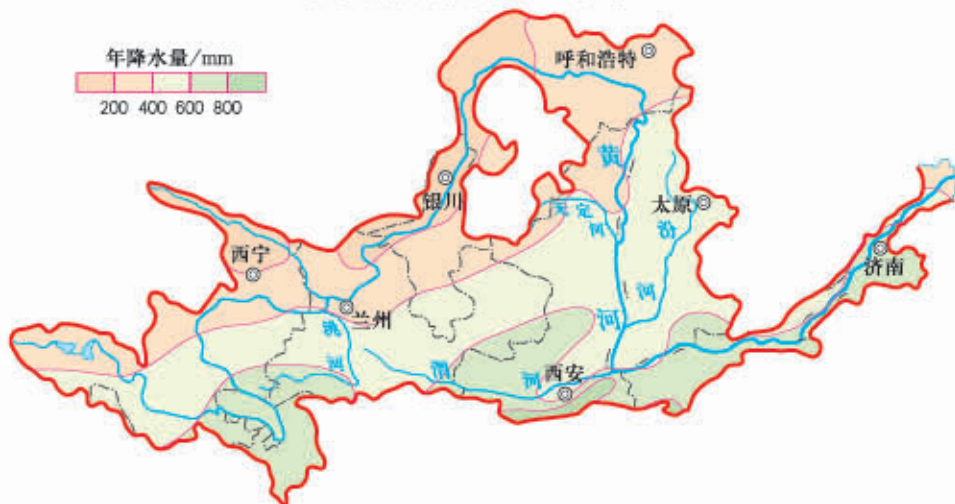 年降水量/mm
200 400 600 800
呼和浩特
黄
银川
无定
河
太原
汾
西宁
济南
兰州
洮
河
河
河
渭
河
西安